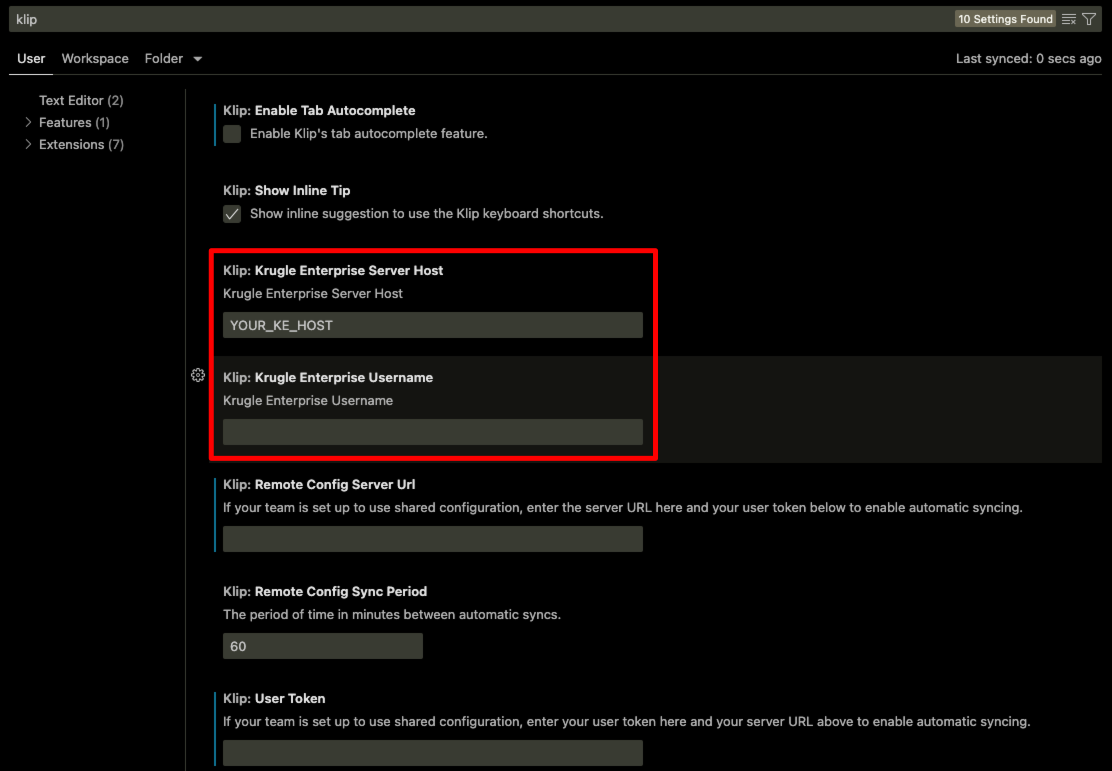 klip
10 Settings Found
User Workspace Folder
Last synced: 0 secs ago
Text Editor (2)
Features (1)
Extensions (7)
Klip: Enable Tab Autocomplete
Enable Klip's tab autocomplete feature.
Klip: Show Inline Tip
Show inline suggestion to use the Klip keyboard shortcuts.
Klip: Krugle Enterprise Server Host
Krugle Enterprise Server Host
YOUR_KE_HOST
Klip: Krugle Enterprise Username
Krugle Enterprise Username
Klip: Remote Config Server Url
If your team is set up to use shared configuration, enter the server URL here and your user token below to enable automatic syncing.
Klip: Remote Config Sync Period
The period of time in minutes between automatic syncs.
60
Klip: User Token
If your team is set up to use shared configuration, enter your user token here and your server URL above to enable automatic syncing.